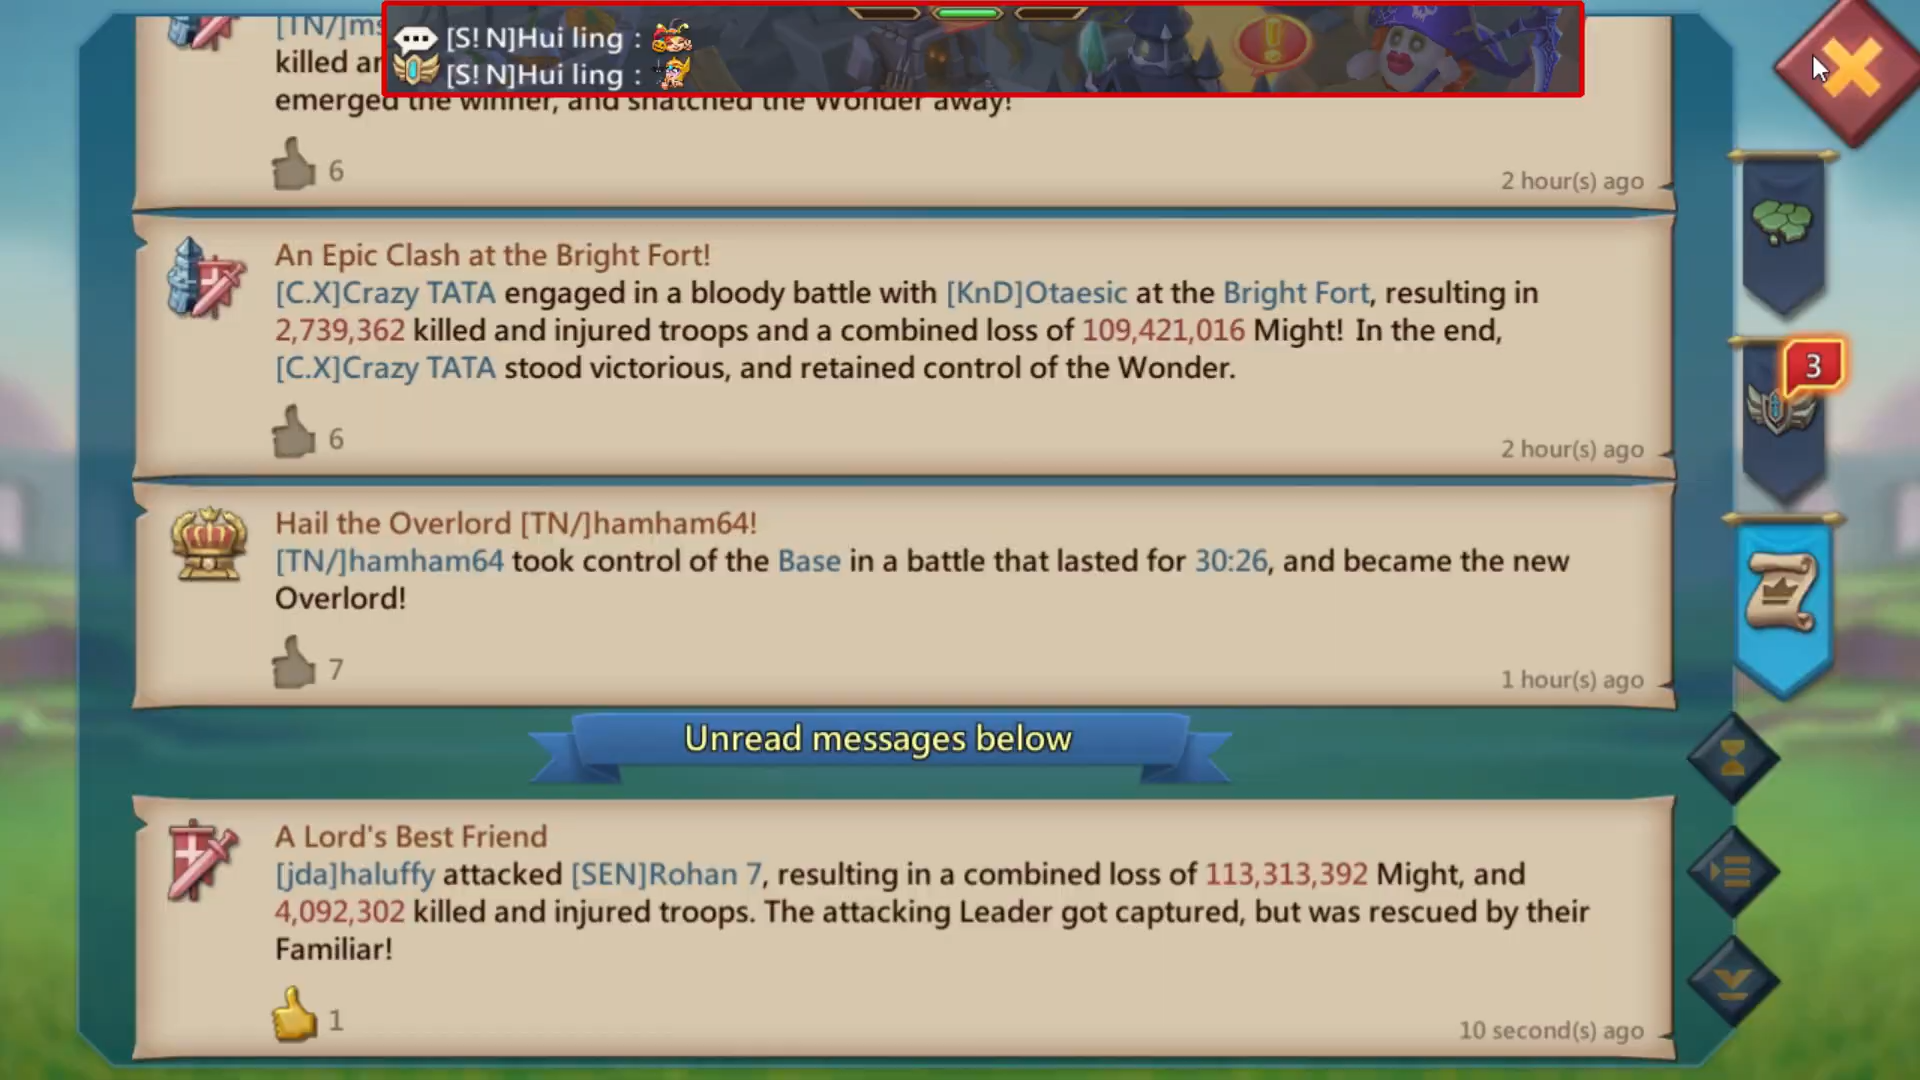 [S! N]Hui ling :
[S! N]Hui ling :
[TN/]ms
killed an
emerged the winner, and snatched the Wonder away!
6
2 hour(s) ago
An Epic Clash at the Bright Fort!
[C.X]Crazy TATA engaged in a bloody battle with [KnD]Otaesic at the Bright Fort, resulting in
2,739,362 killed and injured troops and a combined loss of 109,421,016 Might! In the end,
[C.X]Crazy TATA stood victorious, and retained control of the Wonder.
6
2 hour(s) ago
3
Hail the Overlord [TN/]hamham64!
[TN/]hamham64 took control of the Base in a battle that lasted for 30:26, and became the new
Overlord!
7
1 hour(s) ago
Unread messages below
A Lord's Best Friend
[jda]haluffy attacked [SEN]Rohan 7, resulting in a combined loss of 113,313,392 Might, and
4,092,302 killed and injured troops. The attacking Leader got captured, but was rescued by their
Familiar!
1
10 second(s) ago